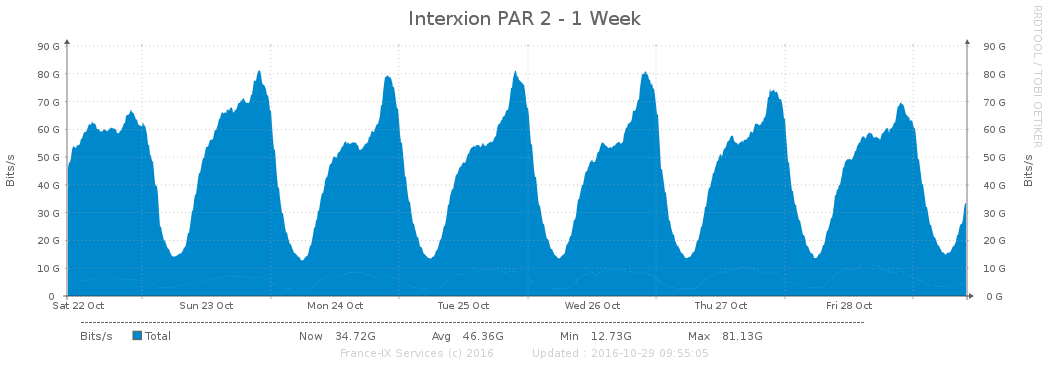 Interxion PAR 2 - 1 Week
RRDTOOL / TOBI OETIKER
90 G 90 G
80 G 80 G
70 G 70 G
60 G 60 G
50 G 50 G
40 G 40 G
30 G 30 G
20 G 20 G
10 G 10 G
0 0 G
Bits/s
Bits/s
Sat 22 Oct Sun 23 Oct Mon 24 Oct Tue 25 Oct Wed 26 Oct Thu 27 Oct Fri 28 Oct
Bits/s Total Now 34.72G Avg 46.36G Min 12.73G Max 81.13G
France-IX Services (c) 2016 Updated : 2016-10-29 09:55:05